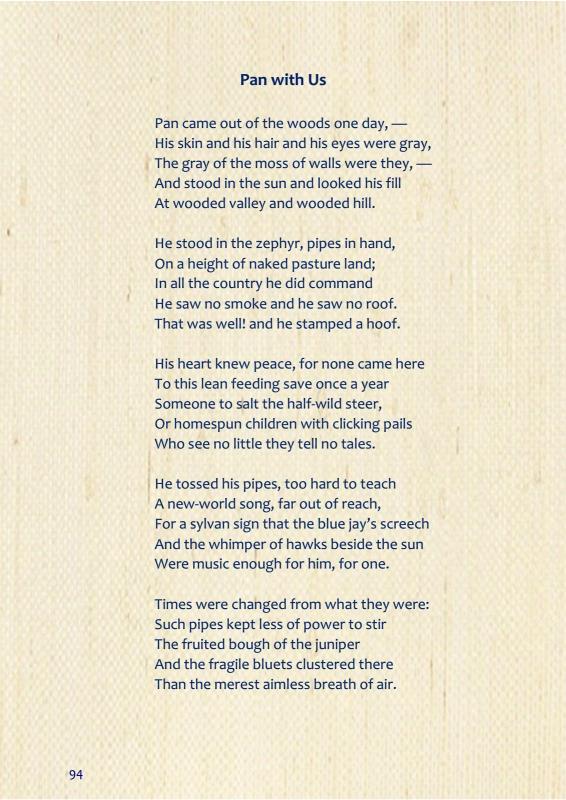 Pan with Us
Pan came out of the woods one day, —
His skin and his hair and his eyes were gray,
The gray of the moss of walls were they, —
And stood in the sun and looked his fill
At wooded valley and wooded hill.
He stood in the zephyr, pipes in hand,
On a height of naked pasture land;
In all the country he did command
He saw no smoke and he saw no roof.
That was well! and he stamped a hoof.
His heart knew peace, for none came here
To this lean feeding save once a year
Someone to salt the half-wild steer,
Or homespun children with clicking pails
Who see no little they tell no tales.
He tossed his pipes, too hard to teach
A new-world song, far out of reach,
For a sylvan sign that the blue jay’s screech
And the whimper of hawks beside the sun
Were music enough for him, for one.
Times were changed from what they were:
Such pipes kept less of power to stir
The fruited bough of the juniper
And the fragile bluets clustered there
Than the merest aimless breath of air.
94